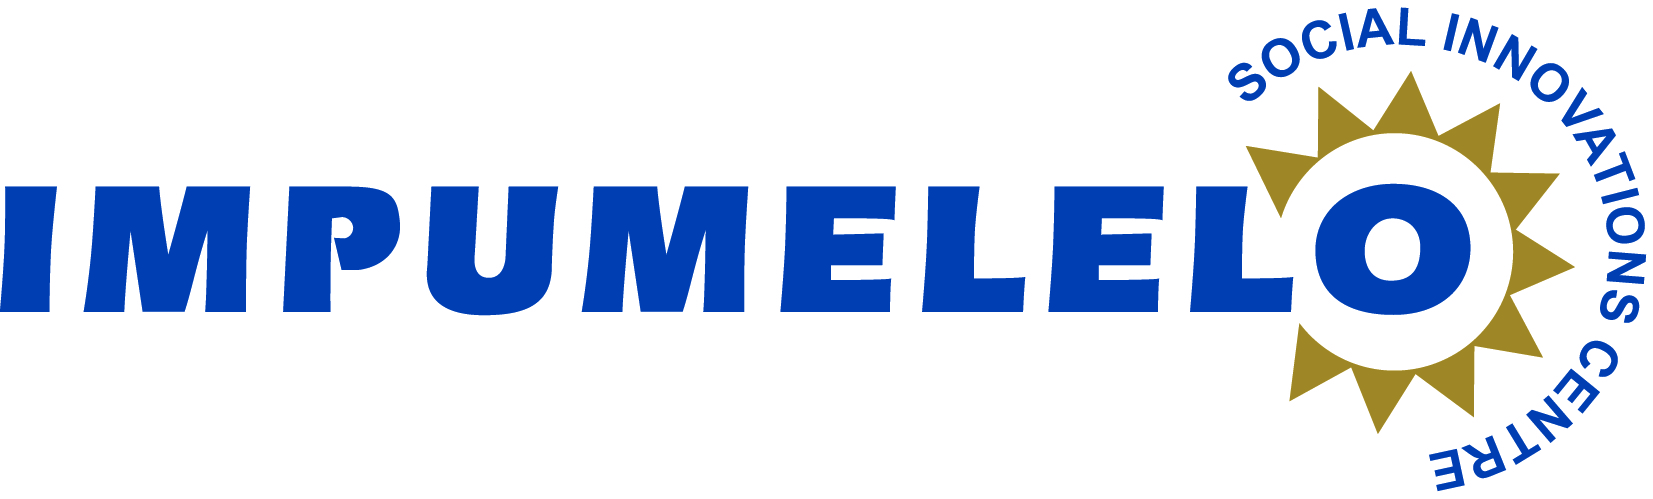 IMPUMELELO
SOCIAL INNOVATIONS CENTRE